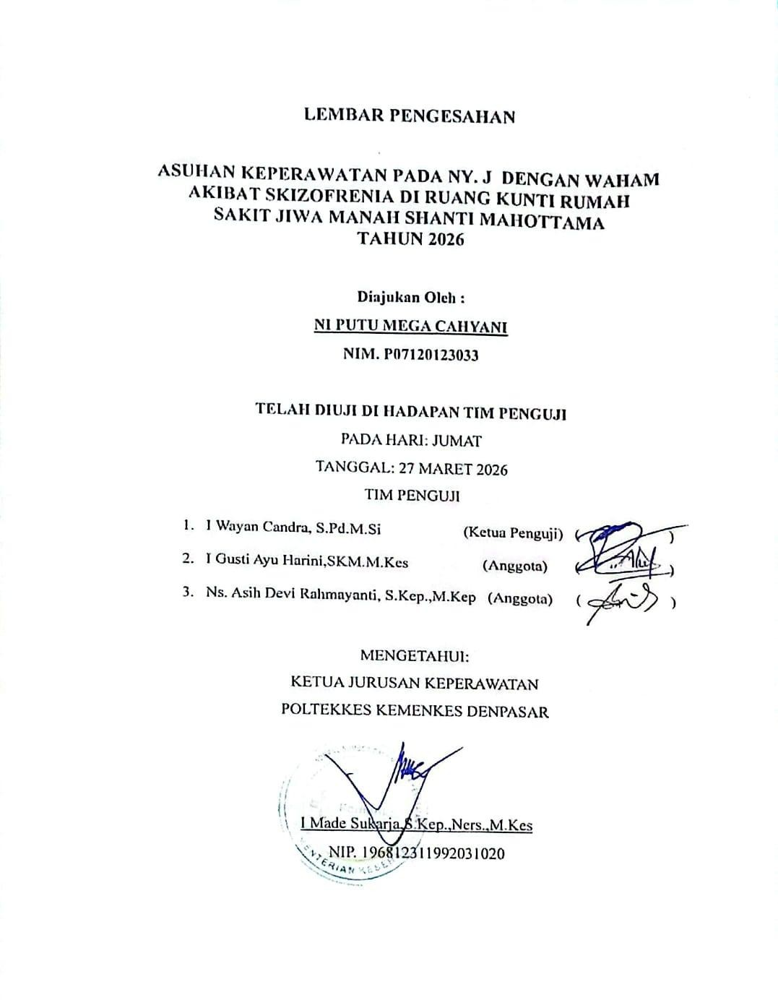 LEMBAR PENGESAHAN
ASUHAN KEPERAWATAN PADA NY. J DENGAN WAHAM
AKIBAT SKIZOFRENIA DI RUANG KUNTI RUMAH
SAKIT JIWA MANAH SHANTI MAHOTTAMA
TAHUN 2026
Diajukan Oleh :
NI PUTU MEGA CAHYANI
NIM. P07120123033
TELAH DIUJI DI HADAPAN TIM PENGUJI
PADA HARI: JUMAT
TANGGAL: 27 MARET 2026
TIM PENGUJI
1. I Wayan Candra, S.Pd.M.Si (Ketua Penguji) ( )
2. I Gusti Ayu Harini,SKM.M.Kes (Anggota) ( )
3. Ns. Asih Devi Rahmayanti, S.Kep.,M.Kep (Anggota) ( )
MENGETAHUI:
KETUA JURUSAN KEPERAWATAN
POLTEKKES KEMENKES DENPASAR
I Made Sukarja,S.Kep.,Ners.,M.Kes
NIP. 196812311992031020